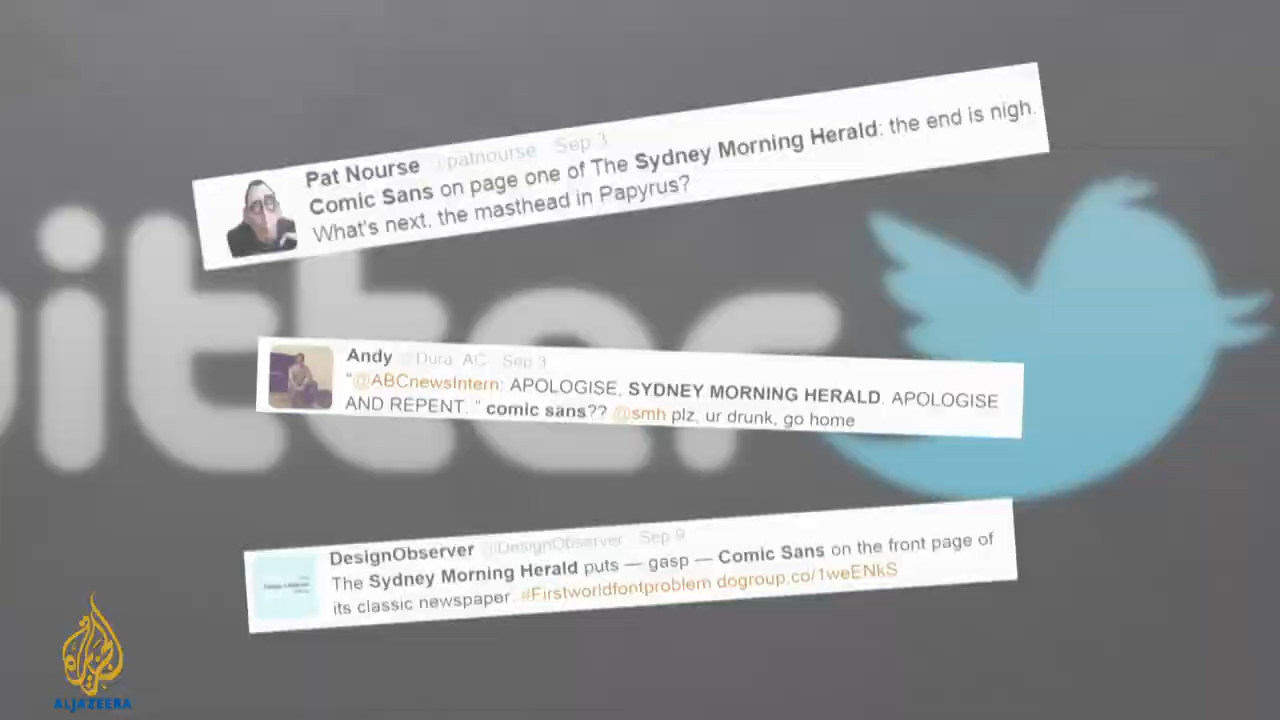 Pat Nourse @patnourse Sep 3
Comic Sans on page one of The Sydney Morning Herald: the end is nigh.
What's next, the masthead in Papyrus?
itter
Andy @Dura_AC Sep 3
"@ABCnewsIntern: APOLOGISE, SYDNEY MORNING HERALD. APOLOGISE
AND REPENT. " comic sans?? @smh plz, ur drunk, go home
DesignObserver @DesignObserver Sep 9
The Sydney Morning Herald puts — gasp — Comic Sans on the front page of
its classic newspaper. #Firstworldfontproblem dogroup.co/1weENkS
الجزيرة
ALJAZEERA